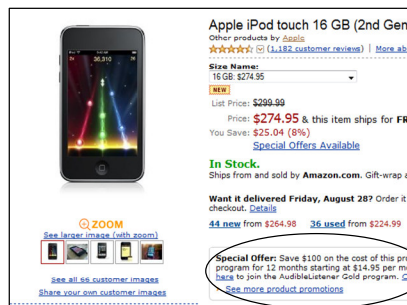 Apple iPod touch 16 GB (2nd Gen
Other products by Apple
(1,182 customer reviews) | More ab
Size Name:
16 GB: $274.95
NEW
List Price: $299.99
Price: $274.95 & this item ships for FR
You Save: $25.04 (8%)
Special Offers Available
In Stock.
Ships from and sold by Amazon.com. Gift-wrap a
Want it delivered Friday, August 28? Order it
checkout. Details
44 new from $264.98 36 used from $224.99
ZOOM
See larger image (with zoom)
See all 66 customer images
Share your own customer images
Special Offer: Save $100 on the cost of this pro
program for 12 months starting at $14.95 per m
here to join the AudibleListener Gold program.
See more product promotions